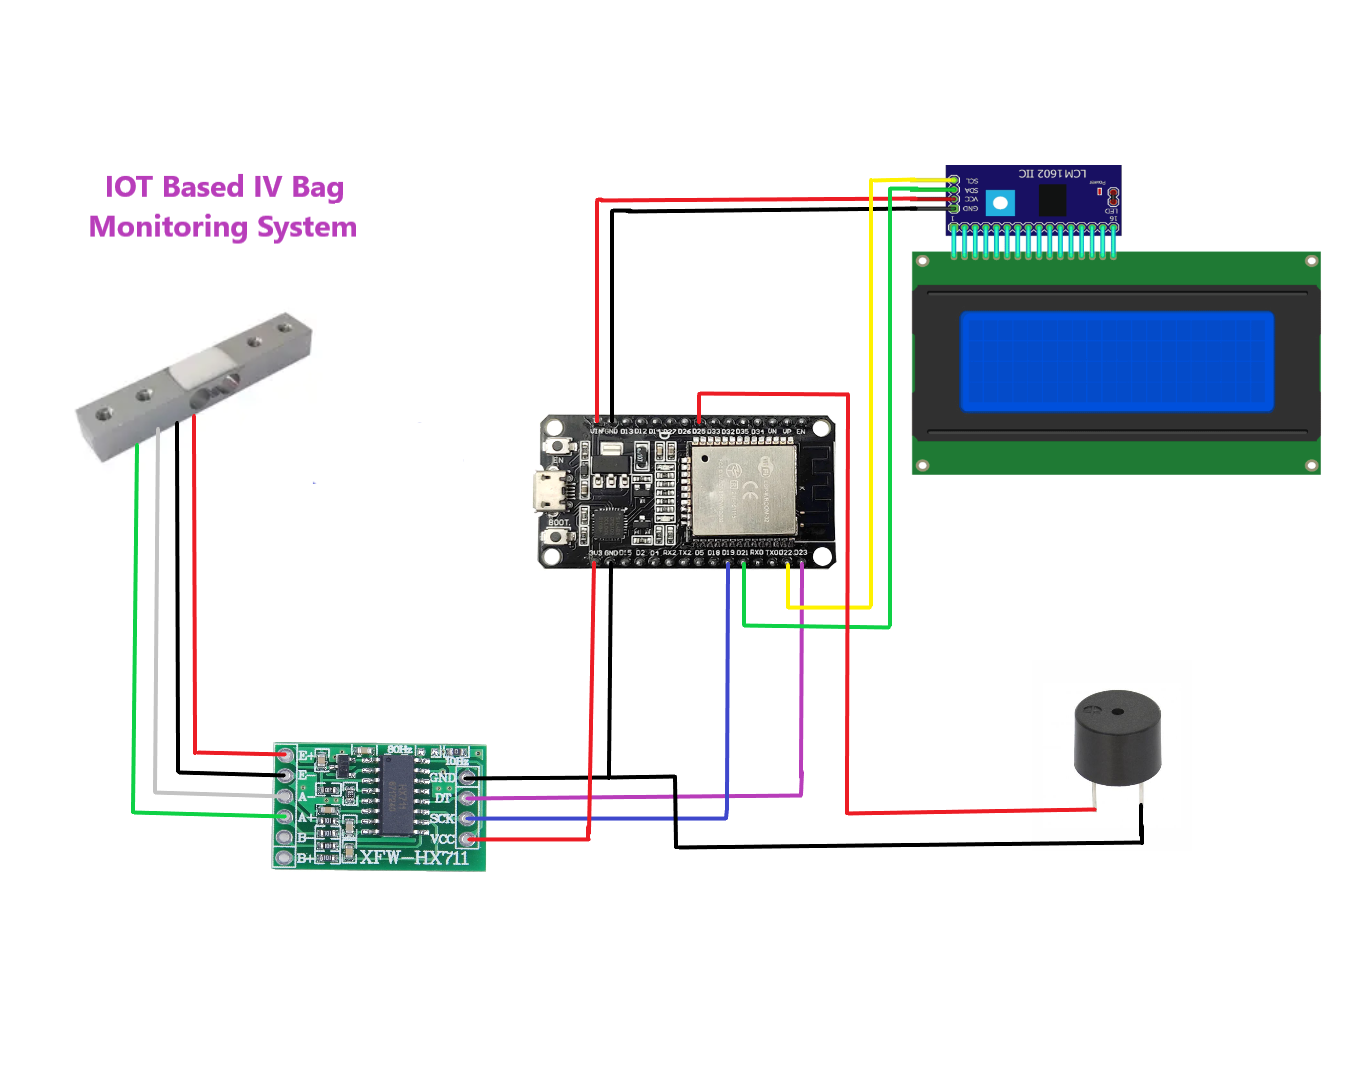 IOT Based IV Bag
Monitoring System
LCM1602 IIC
SCL
SDA
VCC
GND
Power
LED
1
16
VIN GND D13 D12 D14 D27 D26 D25 D33 D32 D35 D34 VN VP EN
EN
BOOT
3V3 GND D15 D2 D4 RX2 TX2 D5 D18 D19 D21 RX0 TX0 D22 D23
80Hz
10Hz
E+
E-
A-
A+
B-
B+
GND
DT
SCK
VCC
XFW-HX711